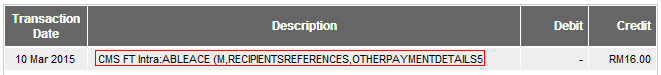 Transaction Date Description Debit Credit
10 Mar 2015 CMS FT Intra:ABLEACE (M,RECIPIENTSREFERENCES,OTHERPAYMENTDETAILS5 - RM16.00